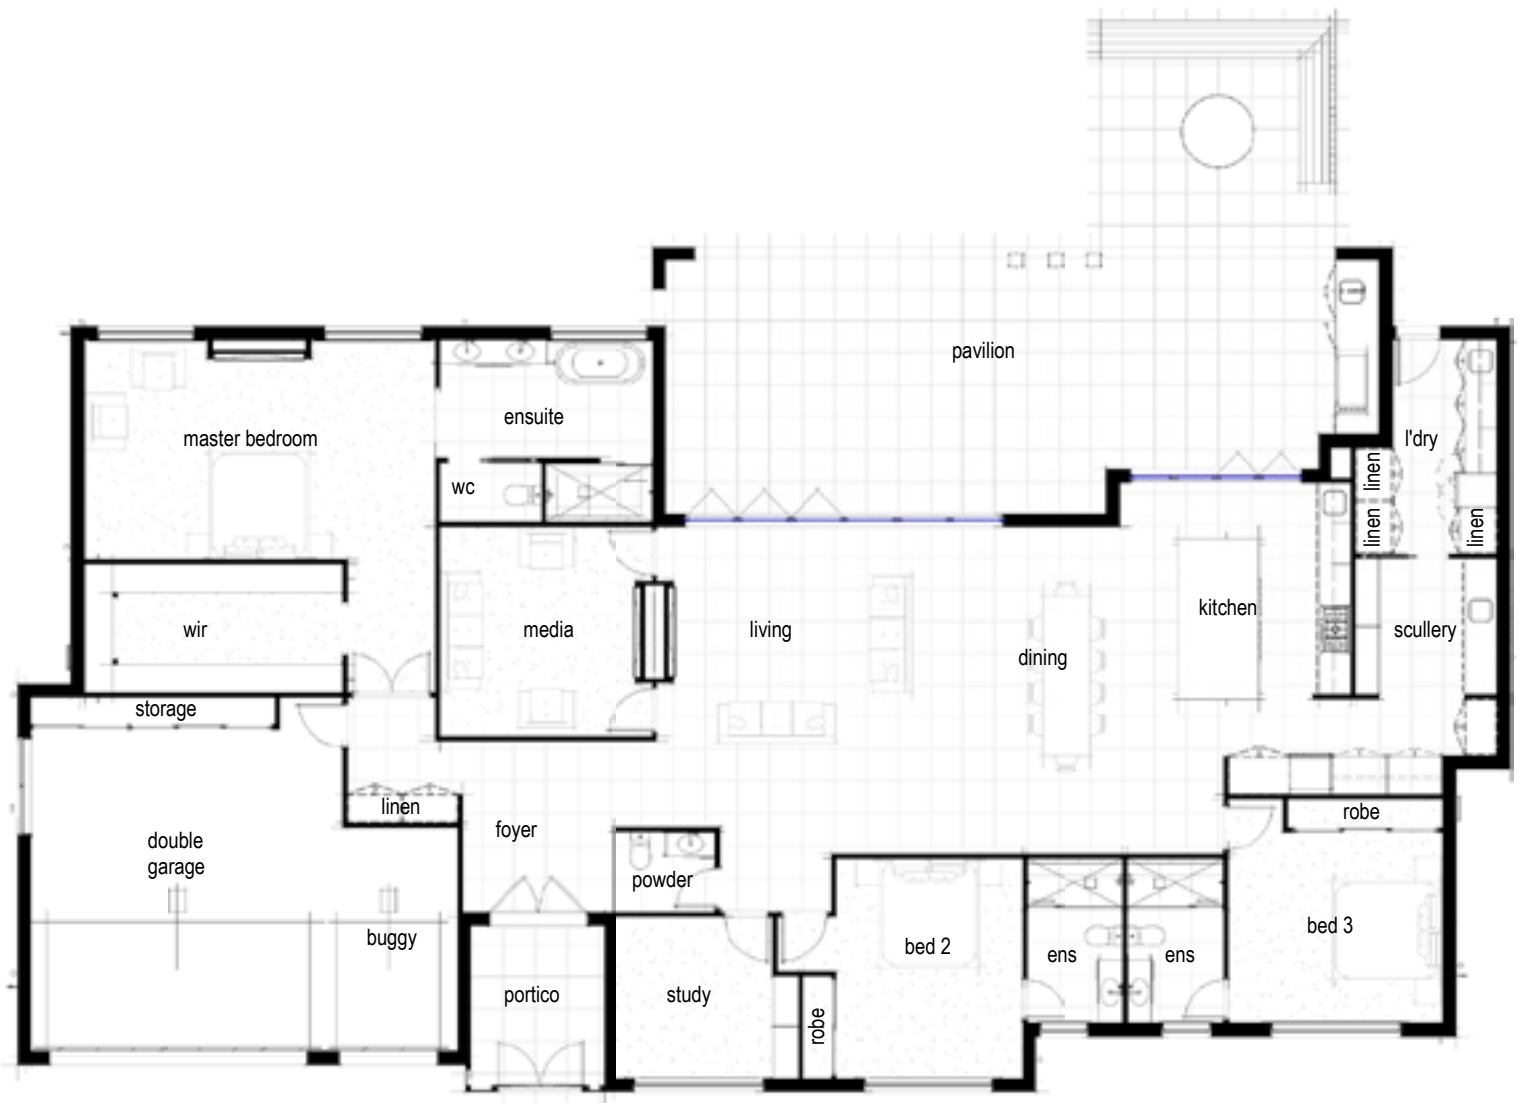 pavilion
master bedroom
ensuite
l'dry
wc
linen
linen
linen
wir
media
living
kitchen
scullery
dining
storage
linen
foyer
robe
double
garage
powder
buggy
bed 2
ens
ens
bed 3
portico
study
robe